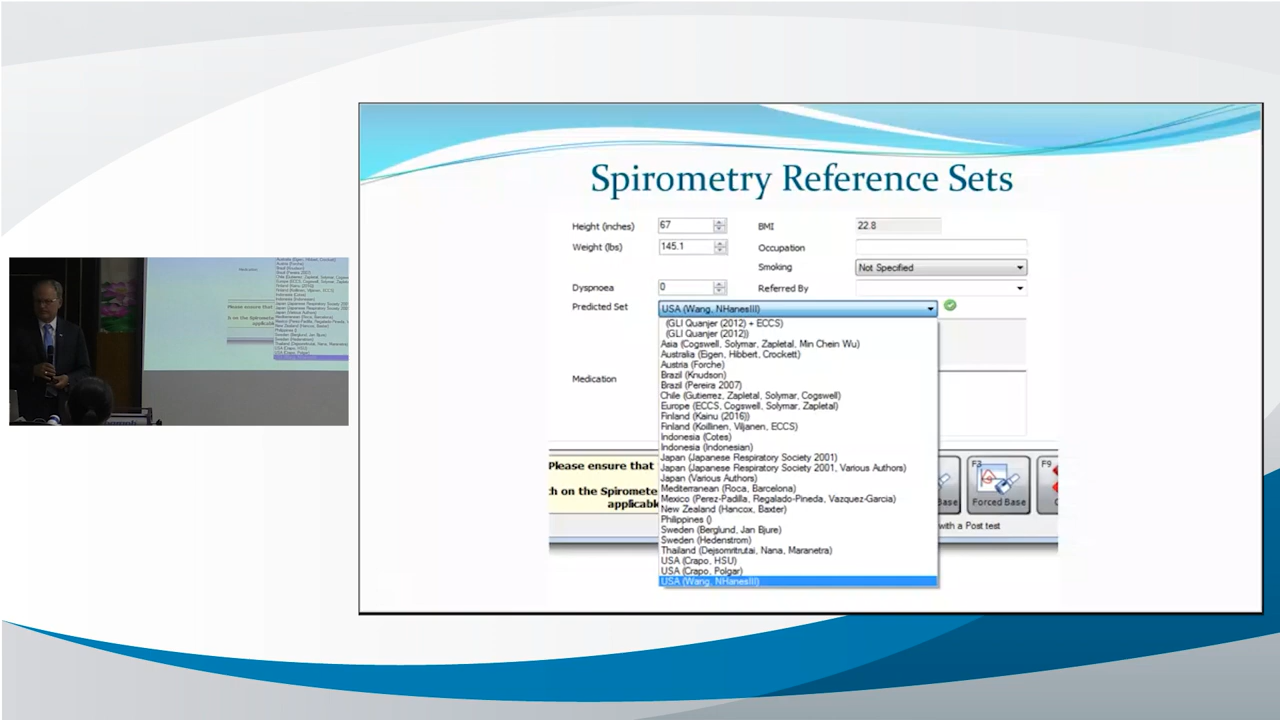 Spirometry Reference Sets
Height (inches) 67 BMI 22.8
Weight (lbs) 145.1 Occupation
Smoking Not Specified
Dyspnoea 0 Referred By
Predicted Set USA (Wang, NHanesIII)
(GLI Quanjer (2012) + ECCS)
(GLI Quanjer (2012))
Asia (Cogswell, Solymar, Zapletal, Min Chein Wu)
Australia (Eigen, Hibbert, Crockett)
Austria (Forche)
Brazil (Knudson)
Brazil (Pereira 2007)
Medication
Chile (Gutierrez, Zapletal, Solymar, Cogswell)
Europe (ECCS, Cogswell, Solymar, Zapletal)
Finland (Kainu (2016))
Finland (Koillinen, Viljanen, ECCS)
Indonesia (Cotes)
Indonesia (Indonesian)
Japan (Japanese Respiratory Society 2001)
Japan (Japanese Respiratory Society 2001, Various Authors)
Japan (Various Authors)
Mediterranean (Roca, Barcelona)
Mexico (Perez-Padilla, Regalado-Pineda, Vazquez-Garcia)
New Zealand (Hancox, Baxter)
Philippines ()
Sweden (Berglund, Jan Bjure)
Sweden (Hedenstrom)
Thailand (Dejsomritrutai, Nana, Maranetra)
USA (Crapo, HSU)
USA (Crapo, Polgar)
USA (Wang, NHanesIII)
Please ensure that
th on the Spiromete
applicab
Base
F3
Forced Base
F9
with a Post test